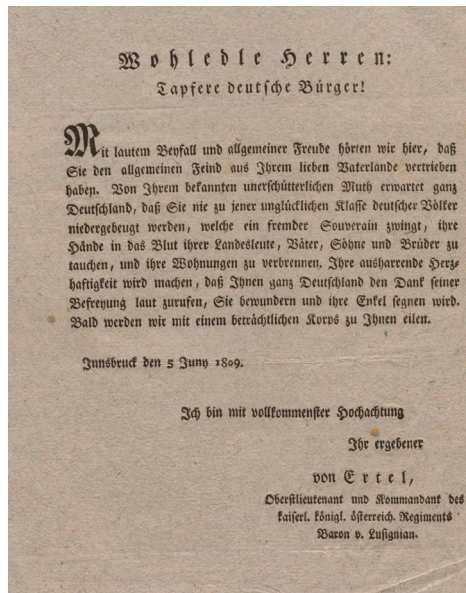 Wohledle Herren:
Tapfere deutsche Bürger!
Mit lautem Beyfall und allgemeiner Freude hörten wir hier, daß
Sie den allgemeinen Feind aus Ihrem lieben Vaterlande vertrieben
haben. Von Ihrem bekannten unerschütterlichen Muth erwartet ganz
Deutschland, daß Sie nie zu jener unglücklichen Klasse deutscher Völker
niedergebeugt werden, welche ein fremder Souverain zwingt, ihre
Hände in das Blut ihrer Landesleute, Väter, Söhne und Brüder zu
tauchen, und ihre Wohnungen zu verbrennen. Ihre ausharrende Herz-
haftigkeit wird machen, daß Ihnen ganz Deutschland den Dank seiner
Befreyung laut zurufen, Sie bewundern und ihre Enkel segnen wird.
Bald werden wir mit einem beträchtlichen Korps zu Ihnen eilen.
Innsbruck den 5 Juny 1809.
Ich bin mit vollkommenster Hochachtung
Ihr ergebener
von Ertel,
Oberstlieutenant und Kommandant des
kaiserl. königl. österreich. Regiments
Baron v. Lusignian.